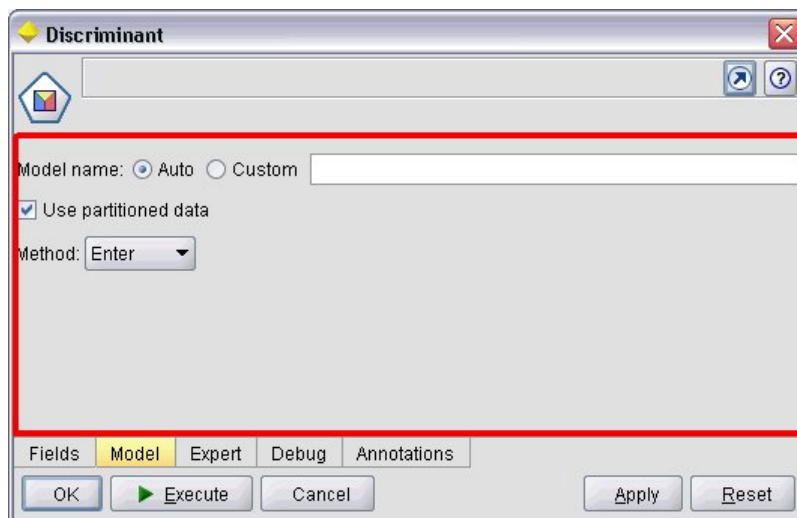 Discriminant
Model name: Auto Custom
Use partitioned data
Method: Enter
Fields Model Expert Debug Annotations
OK Execute Cancel Apply Reset